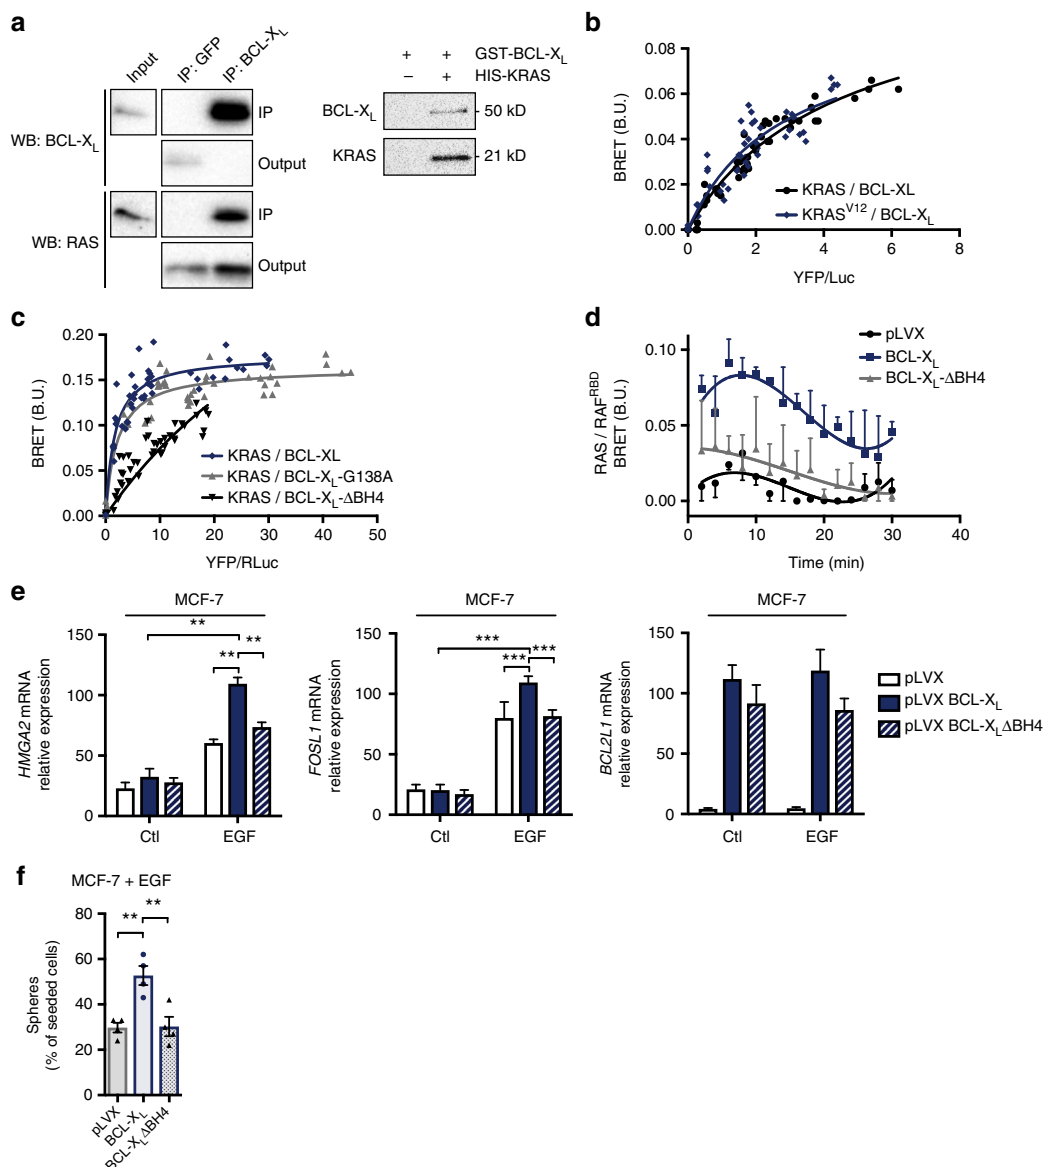 a
Input
IP: GFP
IP: BCL-XL
WB: BCL-XL
IP
Output
WB: RAS
IP
Output
+ + GST-BCL-XL
– + HIS-KRAS
BCL-XL
50 kD
KRAS
21 kD
b
BRET (B.U.)
0.08
0.06
0.04
0.02
0.00
0 2 4 6 8
YFP/Luc
KRAS / BCL-XL
KRASV12 / BCL-XL
c
BRET (B.U.)
0.20
0.15
0.10
0.05
0.00
0 10 20 30 40 50
YFP/RLuc
KRAS / BCL-XL
KRAS / BCL-XL-G138A
KRAS / BCL-XL-ΔBH4
d
RAS / RAFRBD
BRET (B.U.)
0.10
0.05
0.00
0 10 20 30 40
Time (min)
pLVX
BCL-XL
BCL-XL-ΔBH4
e
MCF-7
HMGA2 mRNA
relative expression
150
100
50
0
**
**
**
Ctl EGF
MCF-7
FOSL1 mRNA
relative expression
150
100
50
0
***
***
***
Ctl EGF
MCF-7
BCL2L1 mRNA
relative expression
150
100
50
0
Ctl EGF
pLVX
pLVX BCL-XL
pLVX BCL-XLΔBH4
f
MCF-7 + EGF
Spheres
(% of seeded cells)
80
60
40
20
0
**
**
pLVX
BCL-XL
BCL-XLΔBH4